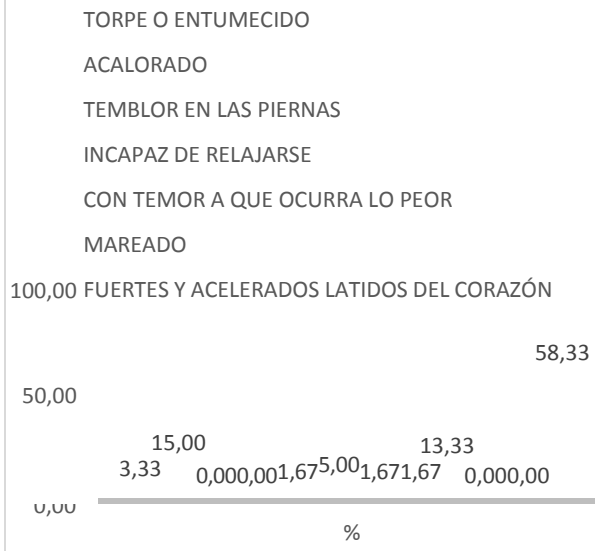 TORPE O ENTUMECIDO
ACALORADO
TEMBLOR EN LAS PIERNAS
INCAPAZ DE RELAJARSE
CON TEMOR A QUE OCURRA LO PEOR
MAREADO
100,00 FUERTES Y ACELERADOS LATIDOS DEL CORAZÓN
58,33
50,00
15,00 13,33
3,33 0,000,001,675,001,671,67 0,000,00
0,00
%